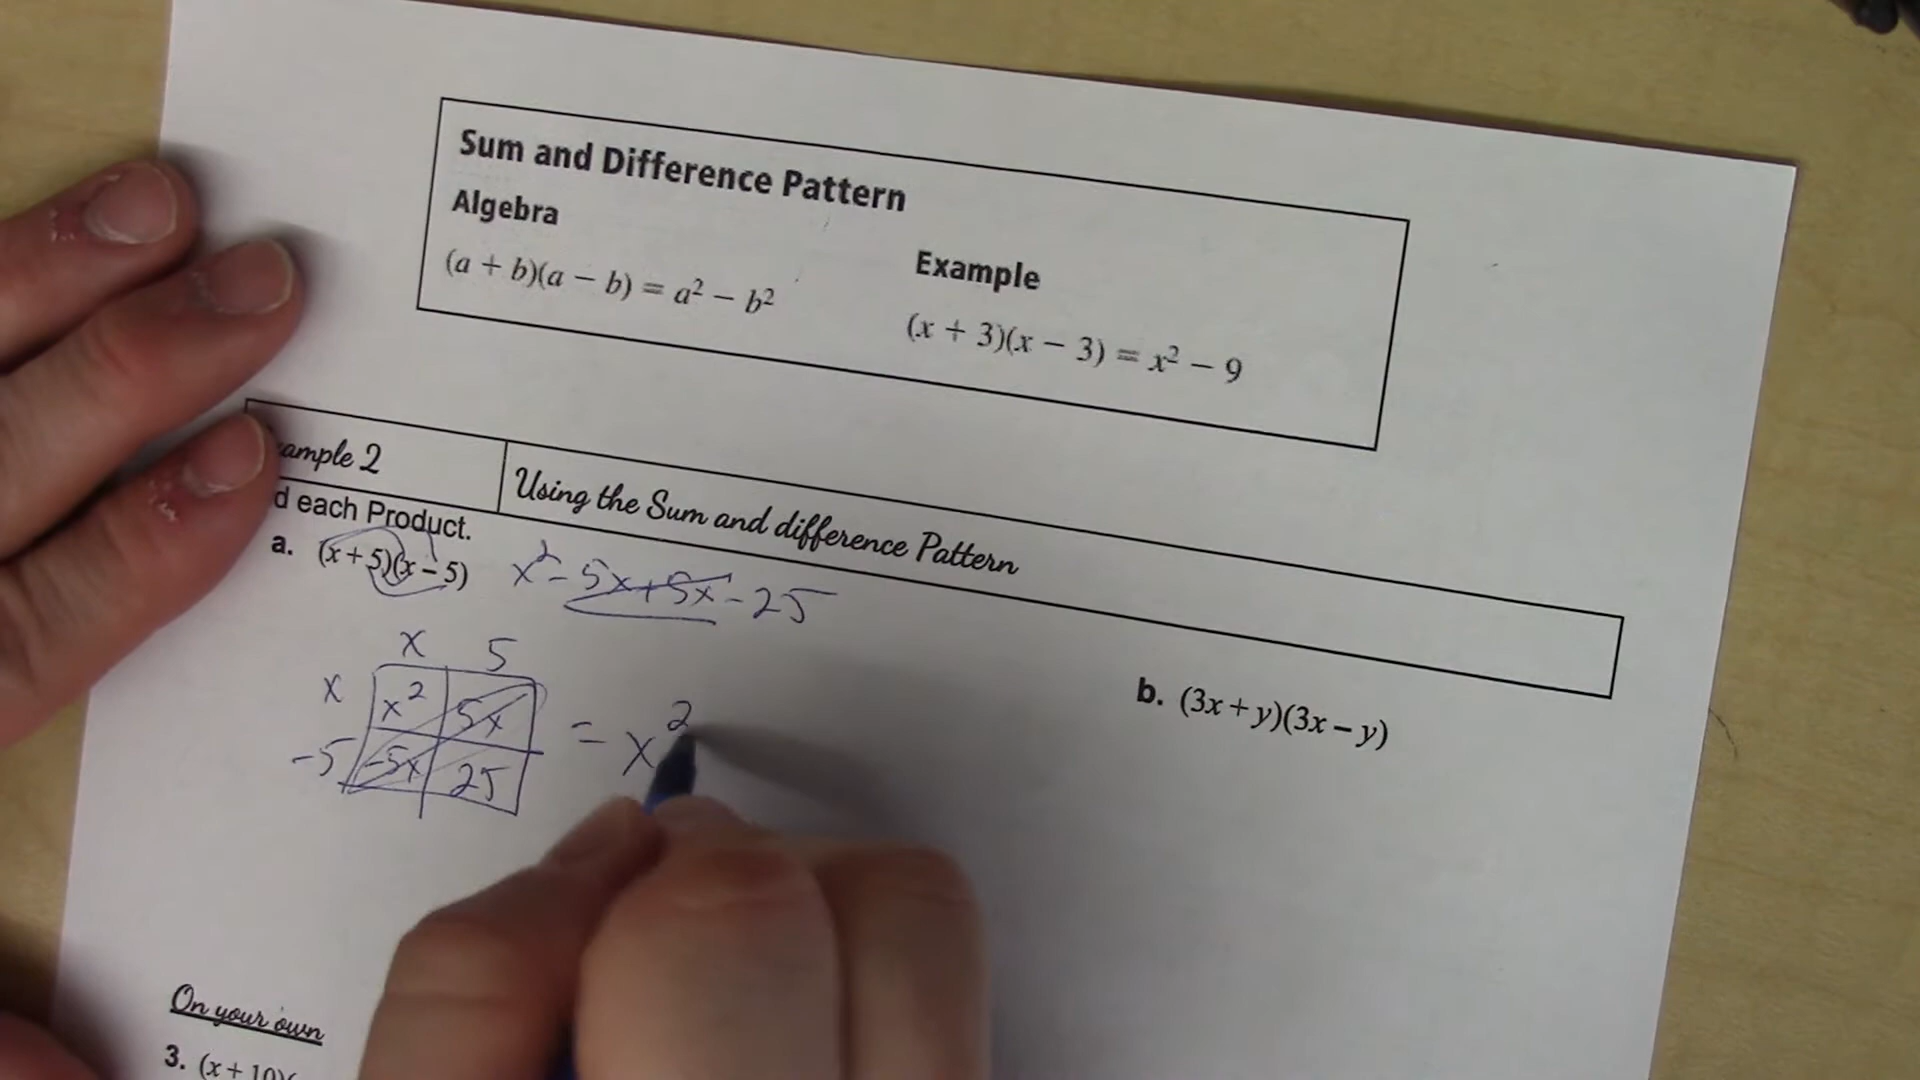 Sum and Difference Pattern
Algebra
(a + b)(a − b) = a² − b²
Example
(x + 3)(x − 3) = x² − 9
2
Using the Sum and difference Pattern
each Product.
a. (x + 5)(x − 5) x² − 5x + 5x − 25
x 5
x x² 5x
−5 −5x 25
= x²
b. (3x + y)(3x − y)
On your own
3. (x + 10)(